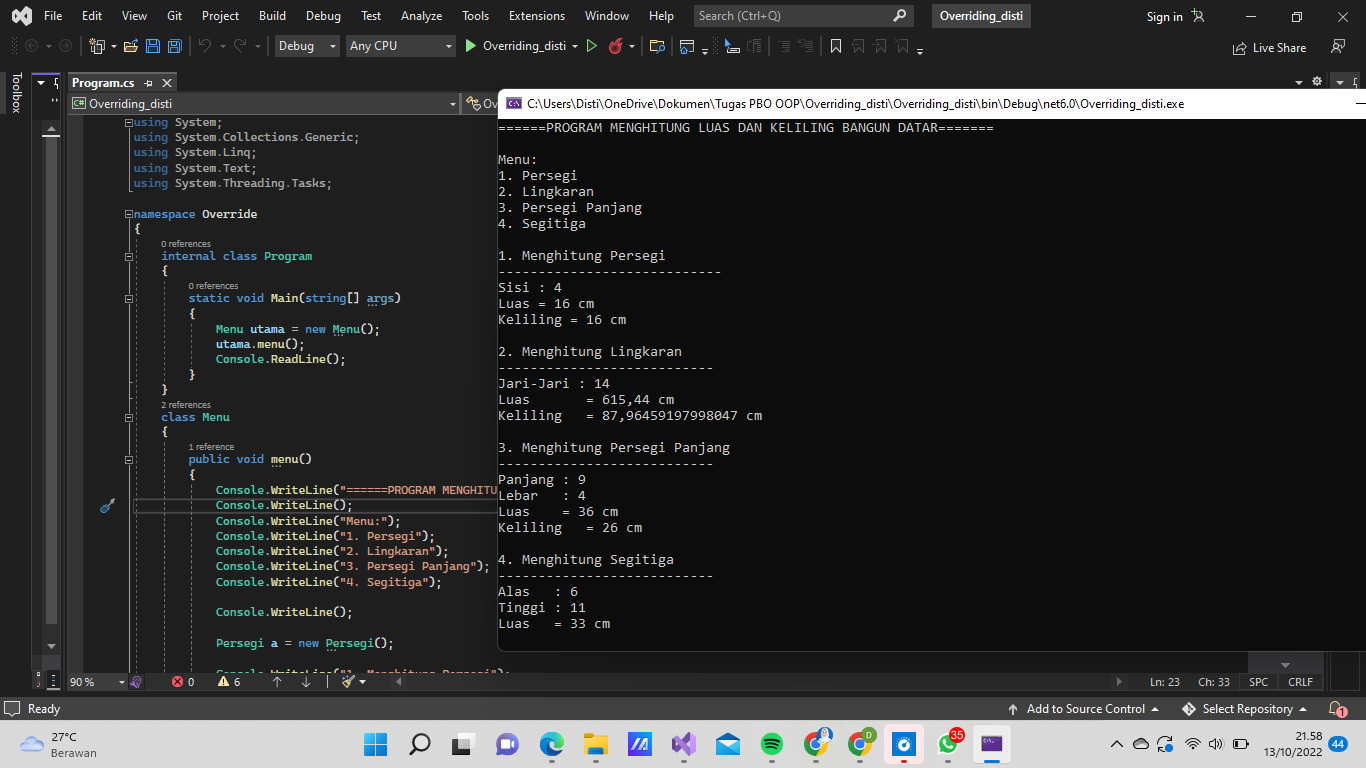 File Edit View Git Project Build Debug Test Analyze Tools Extensions Window Help Search (Ctrl+Q) Overriding_disti Sign in
Debug Any CPU Overriding_disti Live Share
Toolbox
Program.cs
C# Overriding_disti Ov
using System;
using System.Collections.Generic;
using System.Linq;
using System.Text;
using System.Threading.Tasks;
namespace Override
{
0 references
internal class Program
{
0 references
static void Main(string[] args)
{
Menu utama = new Menu();
utama.menu();
Console.ReadLine();
}
}
2 references
class Menu
{
1 reference
public void menu()
{
Console.WriteLine("======PROGRAM MENGHITU
Console.WriteLine();
Console.WriteLine("Menu:");
Console.WriteLine("1. Persegi");
Console.WriteLine("2. Lingkaran");
Console.WriteLine("3. Persegi Panjang");
Console.WriteLine("4. Segitiga");
Console.WriteLine();
Persegi a = new Persegi();
Console.WriteLine("1. Menghitung Persegi");
C:\Users\Disti\OneDrive\Dokumen\Tugas PBO OOP\Overriding_disti\Overriding_disti\bin\Debug\net6.0\Overriding_disti.exe
======PROGRAM MENGHITUNG LUAS DAN KELILING BANGUN DATAR=======
Menu:
1. Persegi
2. Lingkaran
3. Persegi Panjang
4. Segitiga
1. Menghitung Persegi
----------------------------
Sisi : 4
Luas = 16 cm
Keliling = 16 cm
2. Menghitung Lingkaran
---------------------------
Jari-Jari : 14
Luas = 615,44 cm
Keliling = 87,96459197998047 cm
3. Menghitung Persegi Panjang
---------------------------
Panjang : 9
Lebar : 4
Luas = 36 cm
Keliling = 26 cm
4. Menghitung Segitiga
---------------------------
Alas : 6
Tinggi : 11
Luas = 33 cm
90 % 0 6 Ln: 23 Ch: 33 SPC CRLF
Ready Add to Source Control Select Repository 1
27°C
Berawan
D 35
21.58
13/10/2022 44